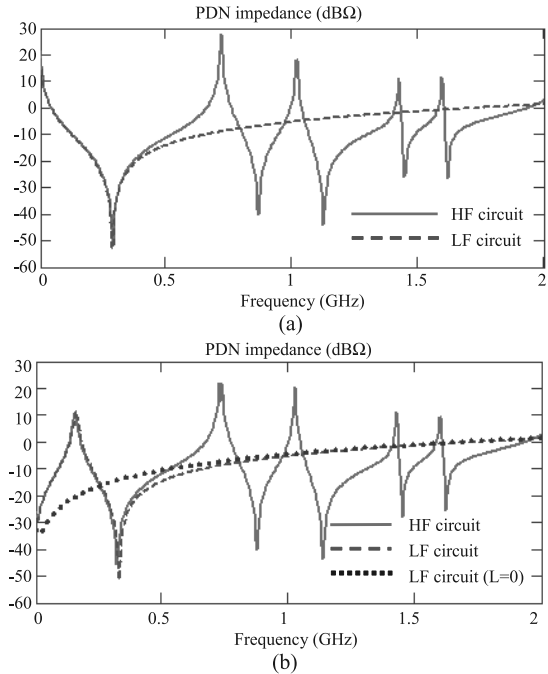 PDN impedance (dBΩ)
30
20
10
0
-10
-20
-30
-40
-50
-60
HF circuit
LF circuit
0
0.5
1
1.5
2
Frequency (GHz)
(a)
PDN impedance (dBΩ)
30
20
10
0
-10
-20
-30
-40
-50
-60
HF circuit
LF circuit
LF circuit (L=0)
0
0.5
1
1.5
2
Frequency (GHz)
(b)